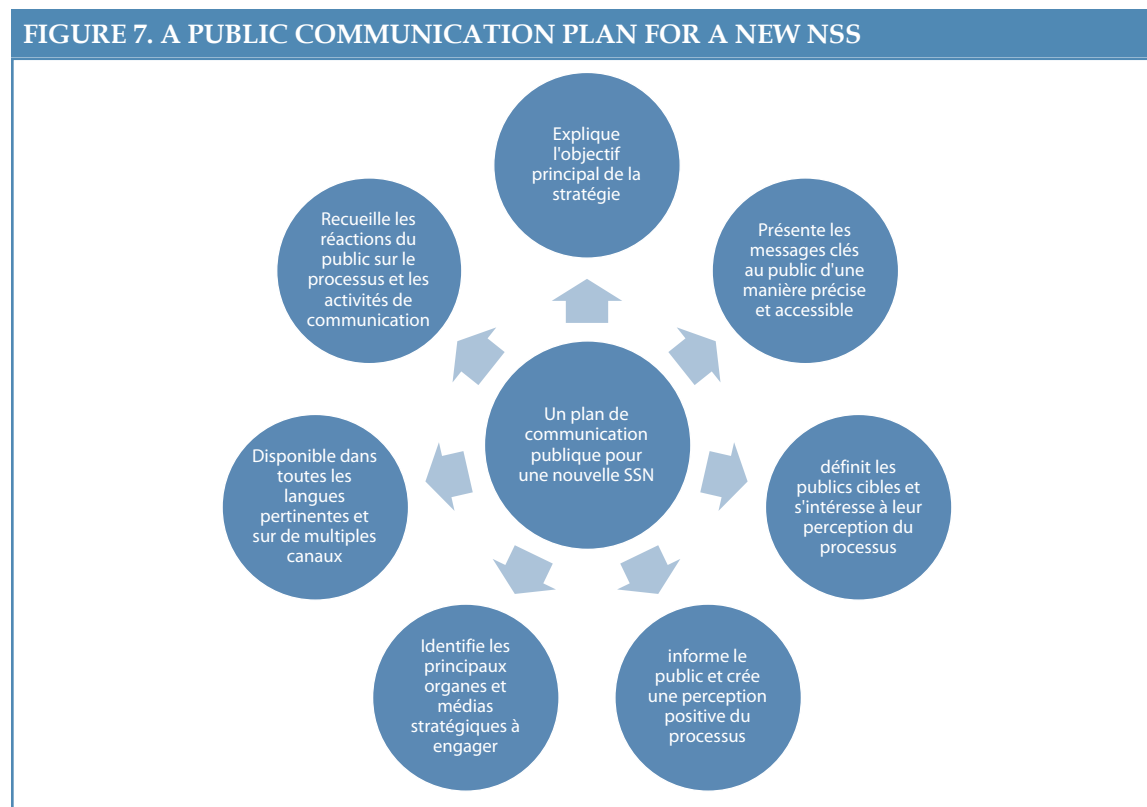 FIGURE 7. A PUBLIC COMMUNICATION PLAN FOR A NEW NSS
Explique
l'objectif
principal de la
stratégie
Présente les
messages clés
au public d'une
manière précise
et accessible
définit les
publics cibles et
s'intéresse à leur
perception du
processus
informe le
public et crée
une perception
positive du
processus
Identifie les
principaux
organes et
médias
stratégiques à
engager
Disponible dans
toutes les
langues
pertinentes et
sur de multiples
canaux
Recueille les
réactions du
public sur le
processus et les
activités de
communication
Un plan de
communication
publique pour
une nouvelle SSN